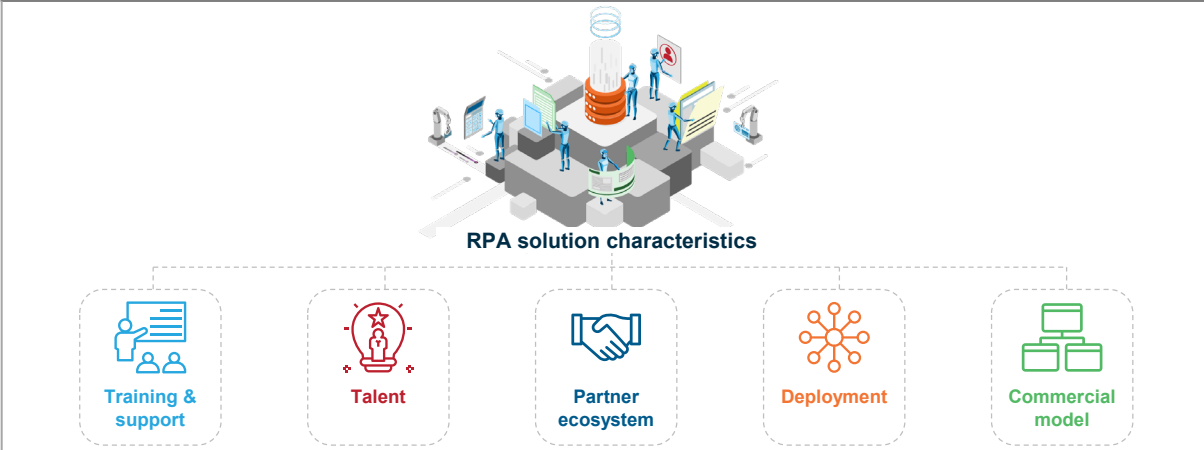 RPA solution characteristics
Training &
support
Talent
Partner
ecosystem
Deployment
Commercial
model